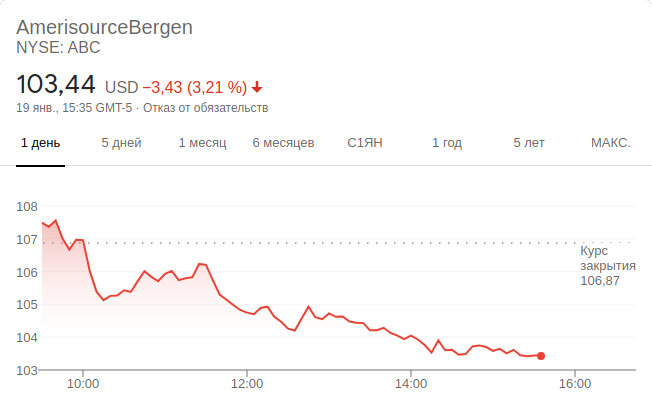 AmerisourceBergen
NYSE: ABC
103,44 USD −3,43 (3,21 %)
19 янв., 15:35 GMT-5 · Отказ от обязательств
1 день 5 дней 1 месяц 6 месяцев С1ЯН 1 год 5 лет МАКС.
108
107
106
105
104
103
Курс
закрытия
106,87
10:00 12:00 14:00 16:00